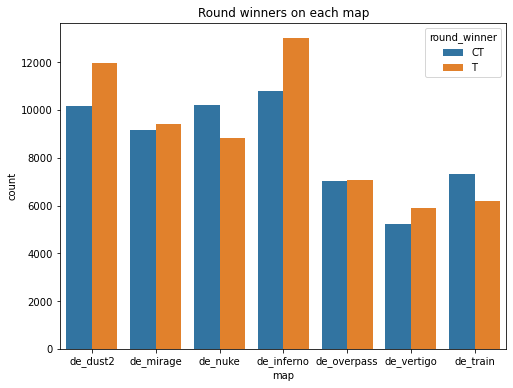 Round winners on each map
round_winner
CT
T
count
12000
10000
8000
6000
4000
2000
0
de_dust2 de_mirage de_nuke de_inferno de_overpass de_vertigo de_train
map